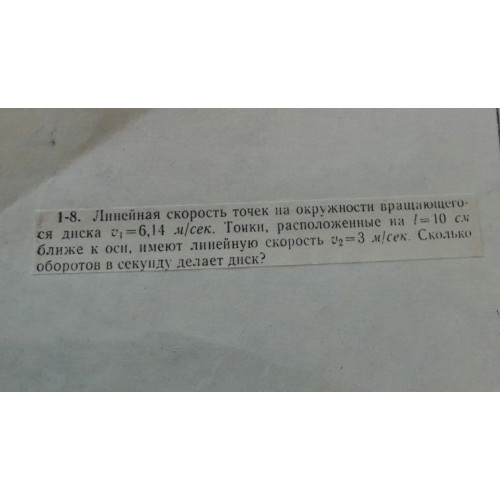 1-8. Линейная скорость точек на окружности вращающего-
ся диска v₁=6,14 м/сек. Точки, расположенные на l=10 см
ближе к оси, имеют линейную скорость v₂=3 м/сек. Сколько
оборотов в секунду делает диск?